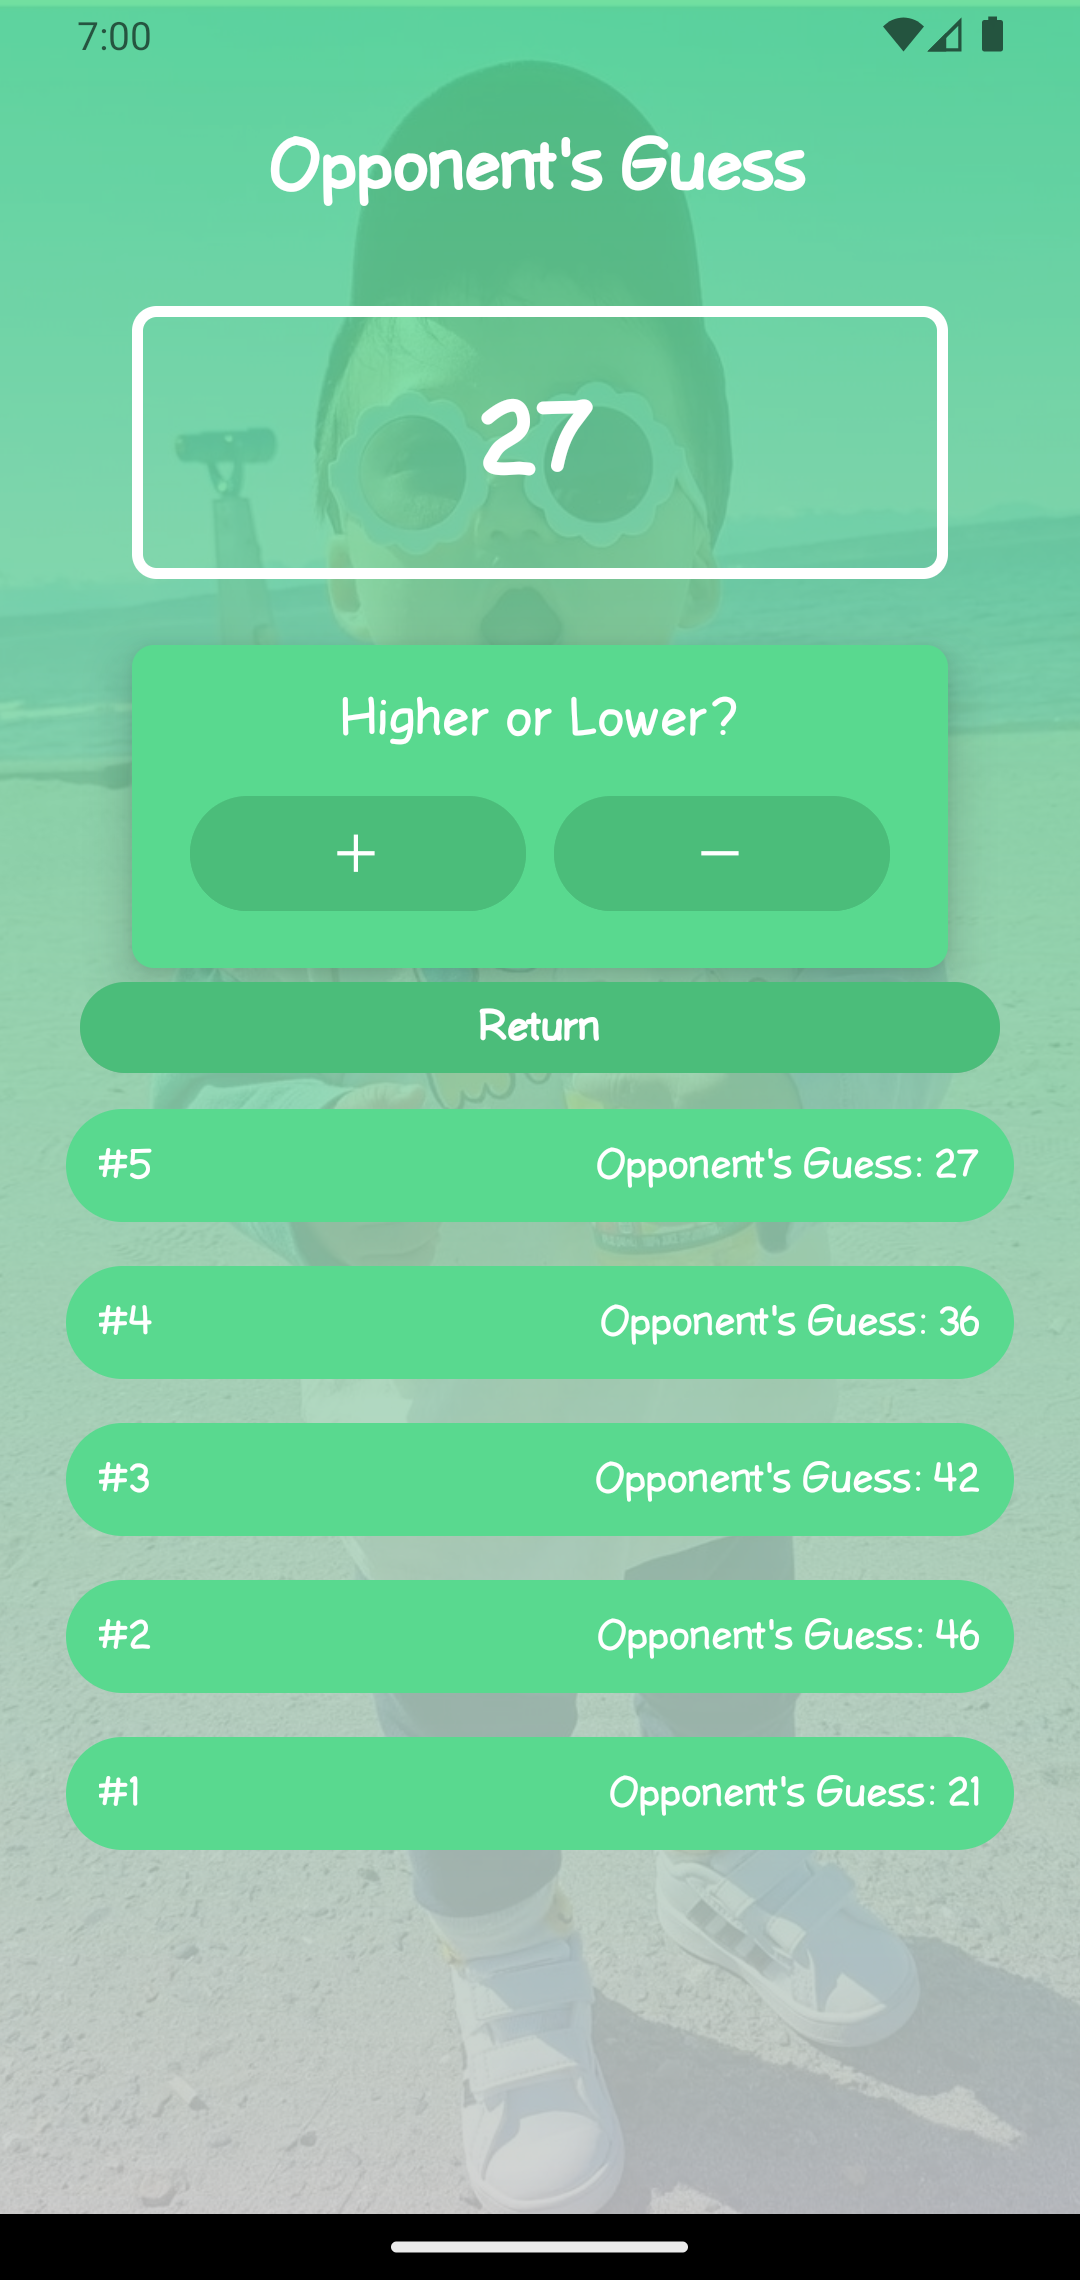 7:00
Opponent's Guess
27
Higher or Lower?
+
−
Return
#5 Opponent's Guess: 27
#4 Opponent's Guess: 36
#3 Opponent's Guess: 42
#2 Opponent's Guess: 46
#1 Opponent's Guess: 21